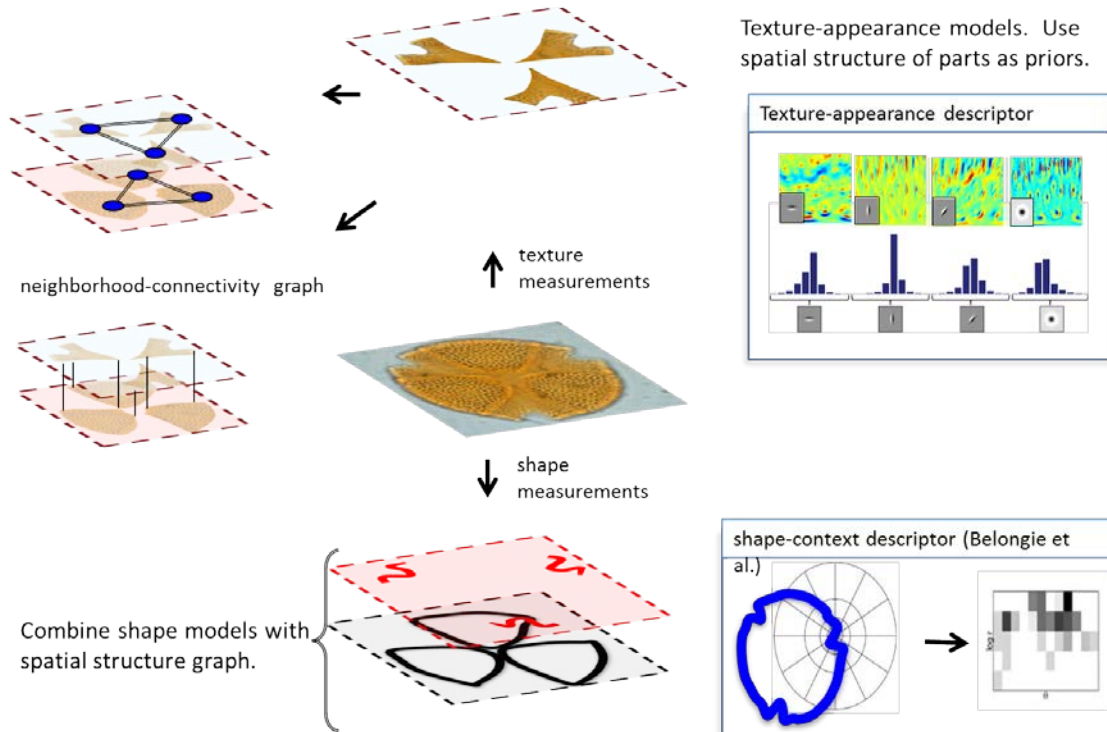 Texture-appearance models. Use
spatial structure of parts as priors.
Texture-appearance descriptor
texture
measurements
neighborhood-connectivity graph
shape
measurements
shape-context descriptor (Belongie et
al.)
Combine shape models with
spatial structure graph.
log r
θ